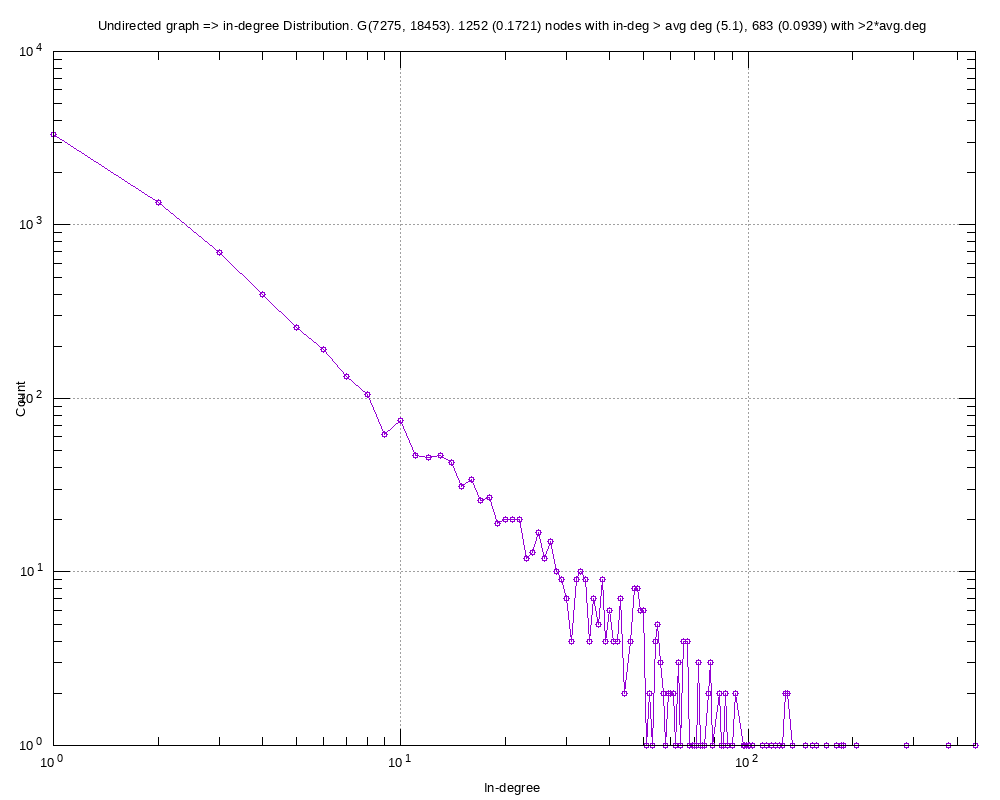 Undirected graph => in-degree Distribution. G(7275, 18453). 1252 (0.1721) nodes with in-deg > avg deg (5.1), 683 (0.0939) with >2*avg.deg
10^4
10^3
10^2
Count
10^1
10^0
10^0 10^1 10^2
In-degree